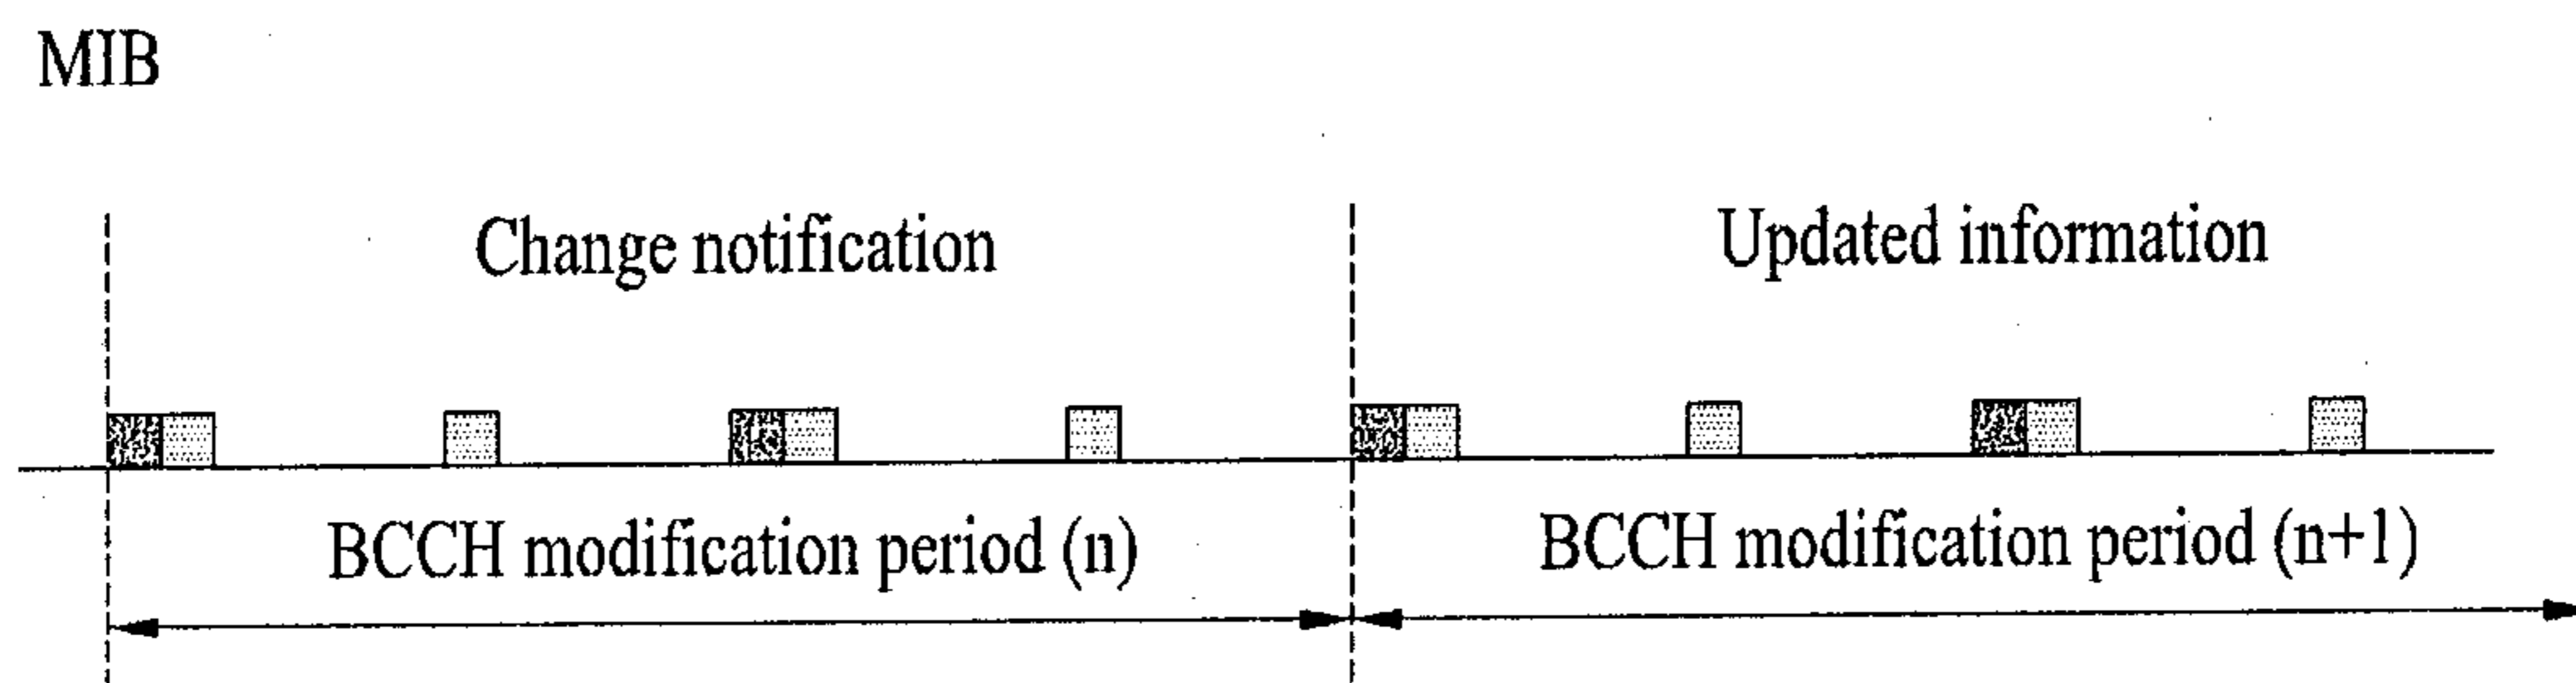 MIB
Change notification
Updated information
BCCH modification period (n)
BCCH modification period (n+1)